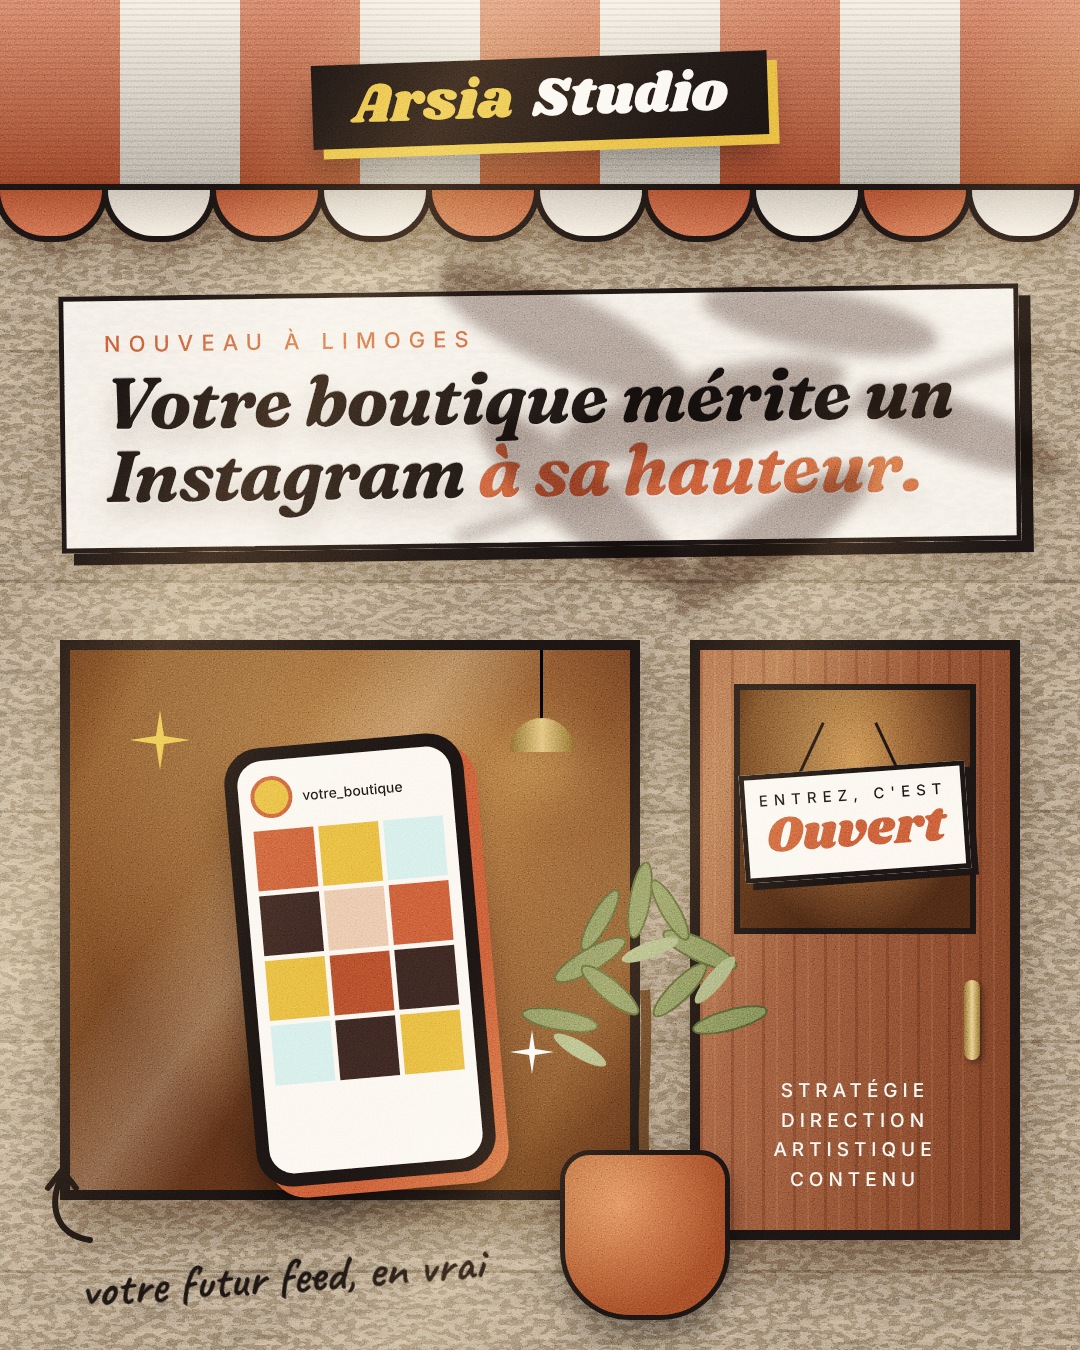 Arsia Studio
NOUVEAU À LIMOGES
Votre boutique mérite un
Instagram à sa hauteur.
votre_boutique
ENTREZ, C'EST
Ouvert
STRATÉGIE
DIRECTION
ARTISTIQUE
CONTENU
votre futur feed, en vrai